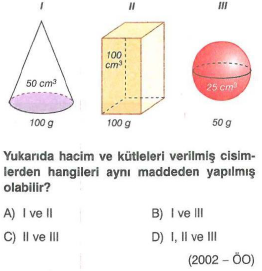 I II III
50 cm³
100 cm³
25 cm³
100 g 100 g 50 g
Yukarıda hacim ve kütleleri verilmiş cisim-
lerden hangileri aynı maddeden yapılmış
olabilir?
A) I ve II B) I ve III
C) II ve III D) I, II ve III
(2002 – ÖO)